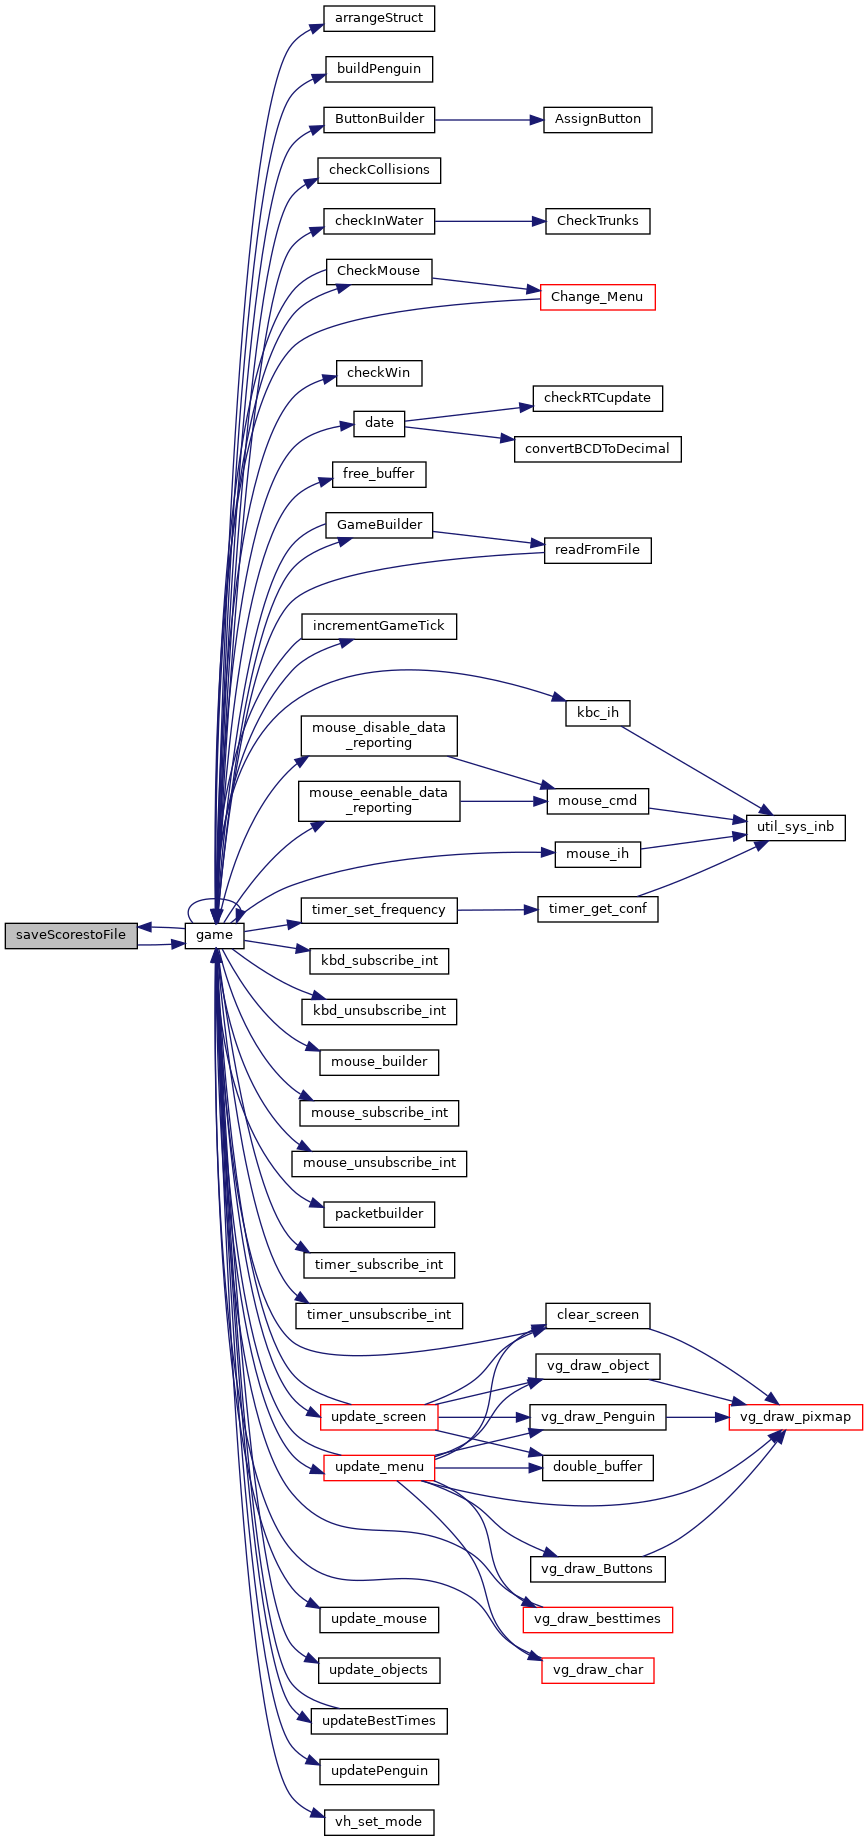 arrangeStruct
buildPenguin
ButtonBuilder
AssignButton
checkCollisions
checkInWater
CheckTrunks
CheckMouse
Change_Menu
checkWin
date
checkRTCupdate
convertBCDToDecimal
free_buffer
GameBuilder
readFromFile
incrementGameTick
kbc_ih
mouse_disable_data
_reporting
mouse_eenable_data
_reporting
mouse_cmd
util_sys_inb
mouse_ih
timer_set_frequency
timer_get_conf
saveScorestoFile
game
kbd_subscribe_int
kbd_unsubscribe_int
mouse_builder
mouse_subscribe_int
mouse_unsubscribe_int
packetbuilder
timer_subscribe_int
timer_unsubscribe_int
clear_screen
vg_draw_object
update_screen
vg_draw_Penguin
vg_draw_pixmap
update_menu
double_buffer
vg_draw_Buttons
update_mouse
vg_draw_besttimes
update_objects
vg_draw_char
updateBestTimes
updatePenguin
vh_set_mode